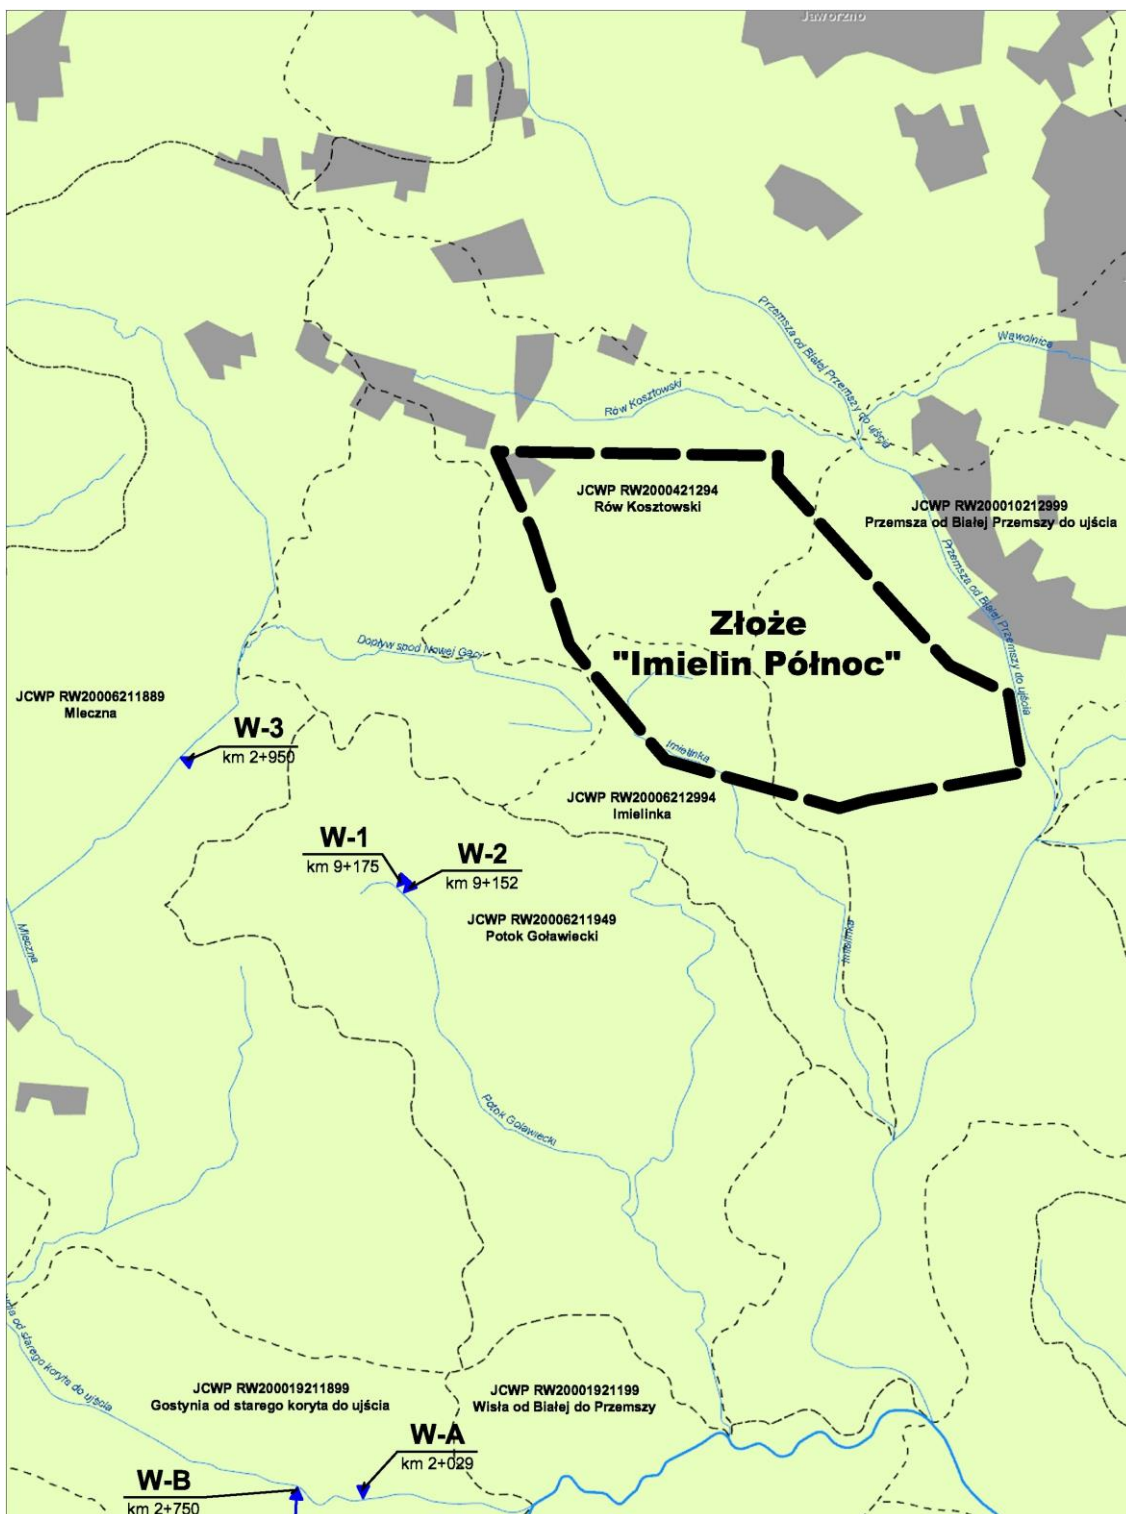 Jaworzno
Przemsza od Białej Przemszy do ujścia
Wąwolnica
Rów Kosztowski
JCWP RW2000421294
Rów Kosztowski
JCWP RW200010212999
Przemsza od Białej Przemszy do ujścia
Przemsza od Białej Przemszy do ujścia
Złoże
"Imielin Północ"
Dopływ spod Nowej Gaci
JCWP RW20006211889
Mleczna
W-3
km 2+950
Imielinka
JCWP RW20006212994
Imielinka
W-1
km 9+175
W-2
km 9+152
JCWP RW20006211949
Potok Goławiecki
Mleczna
Imielinka
Potok Goławiecki
od starego koryta do ujścia
JCWP RW200019211899
Gostynia od starego koryta do ujścia
JCWP RW20001921199
Wisła od Białej do Przemszy
W-A
km 2+029
W-B
km 2+750